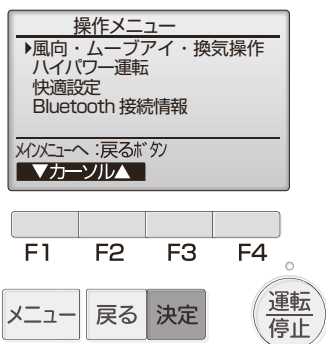 操作メニュー
▶風向・ムーブアイ・換気操作
ハイパワー運転
快適設定
Bluetooth 接続情報
ﾒｲﾝﾒﾆｭｰへ :戻るﾎﾞﾀﾝ
▼カーソル▲
F1 F2 F3 F4
メニュー 戻る 決定 運転
停止